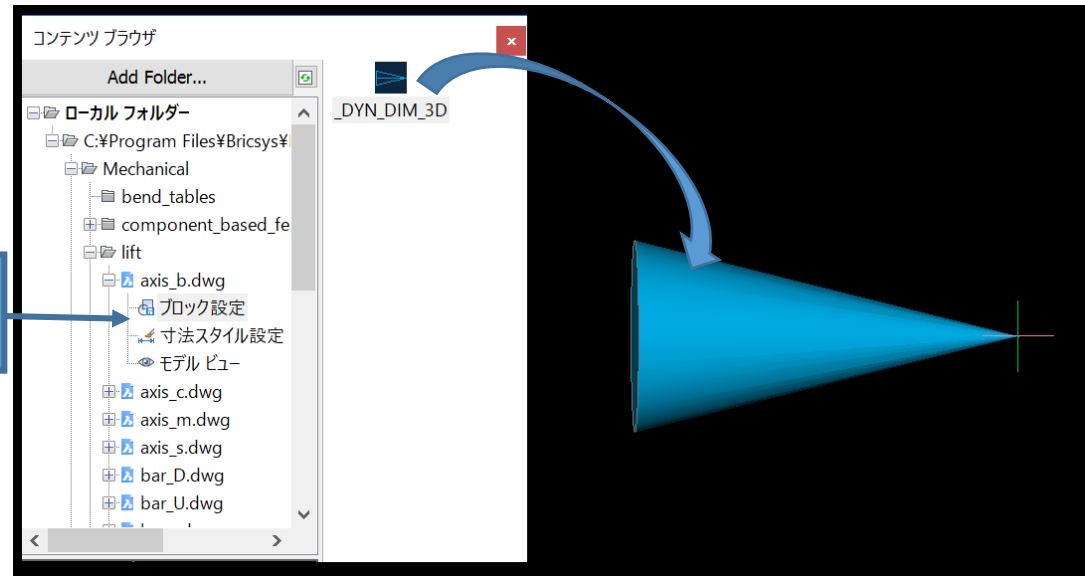 コンテンツ ブラウザ
Add Folder...
_DYN_DIM_3D
ローカル フォルダー
C:¥Program Files¥Bricsys¥
Mechanical
bend_tables
component_based_fe
lift
axis_b.dwg
ブロック設定
寸法スタイル設定
モデル ビュー
axis_c.dwg
axis_m.dwg
axis_s.dwg
bar_D.dwg
bar_U.dwg